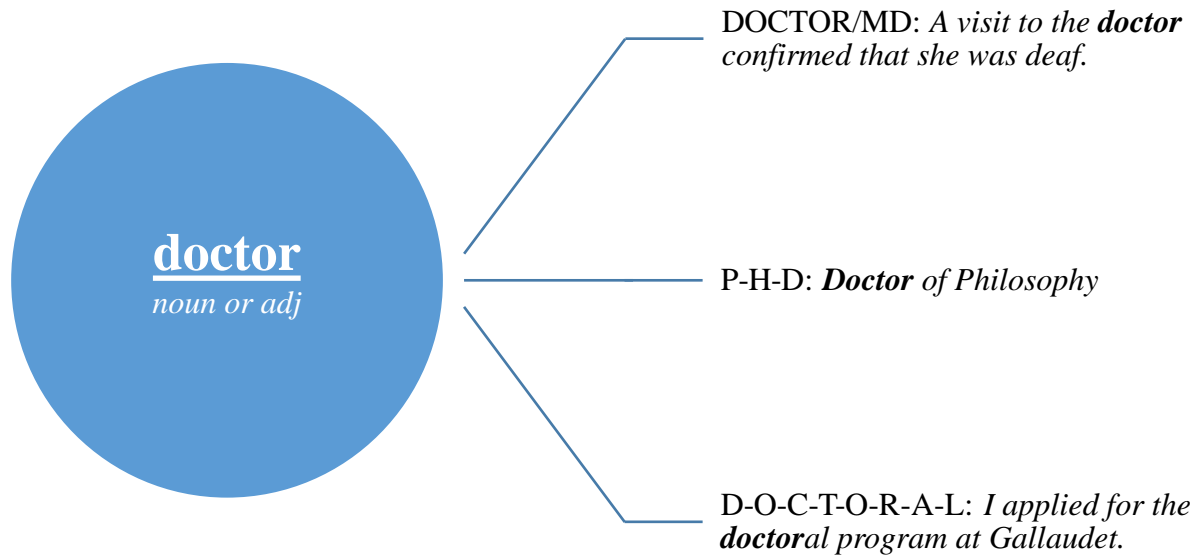 doctor
noun or adj
DOCTOR/MD: A visit to the doctor
confirmed that she was deaf.
P-H-D: Doctor of Philosophy
D-O-C-T-O-R-A-L: I applied for the
doctoral program at Gallaudet.